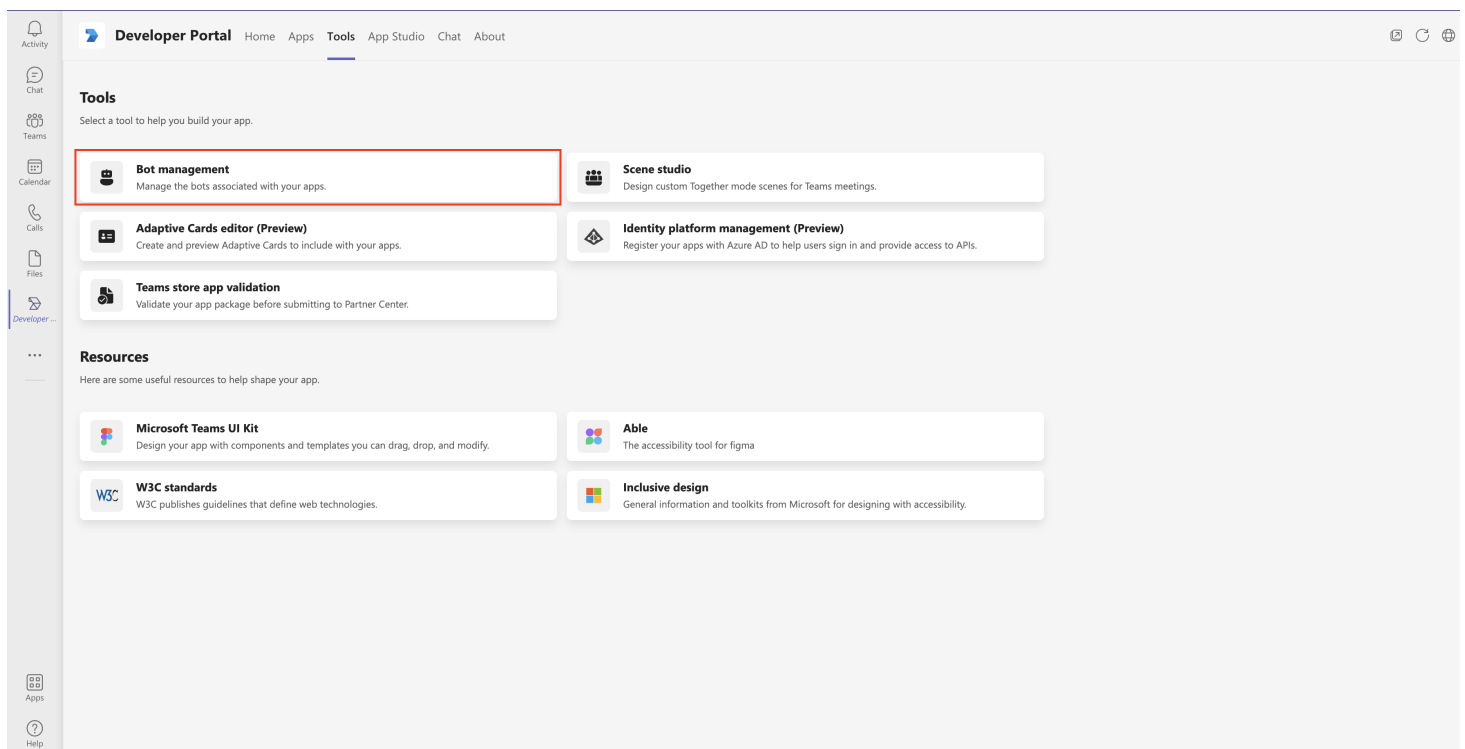 Activity
Chat
Teams
Calendar
Calls
Files
Developer ...
Apps
Help
Developer Portal Home Apps Tools App Studio Chat About
Tools
Select a tool to help you build your app.
Bot management
Manage the bots associated with your apps.
Scene studio
Design custom Together mode scenes for Teams meetings.
Adaptive Cards editor (Preview)
Create and preview Adaptive Cards to include with your apps.
Identity platform management (Preview)
Register your apps with Azure AD to help users sign in and provide access to APIs.
Teams store app validation
Validate your app package before submitting to Partner Center.
Resources
Here are some useful resources to help shape your app.
Microsoft Teams UI Kit
Design your app with components and templates you can drag, drop, and modify.
Able
The accessibility tool for figma
W3C
W3C standards
W3C publishes guidelines that define web technologies.
Inclusive design
General information and toolkits from Microsoft for designing with accessibility.